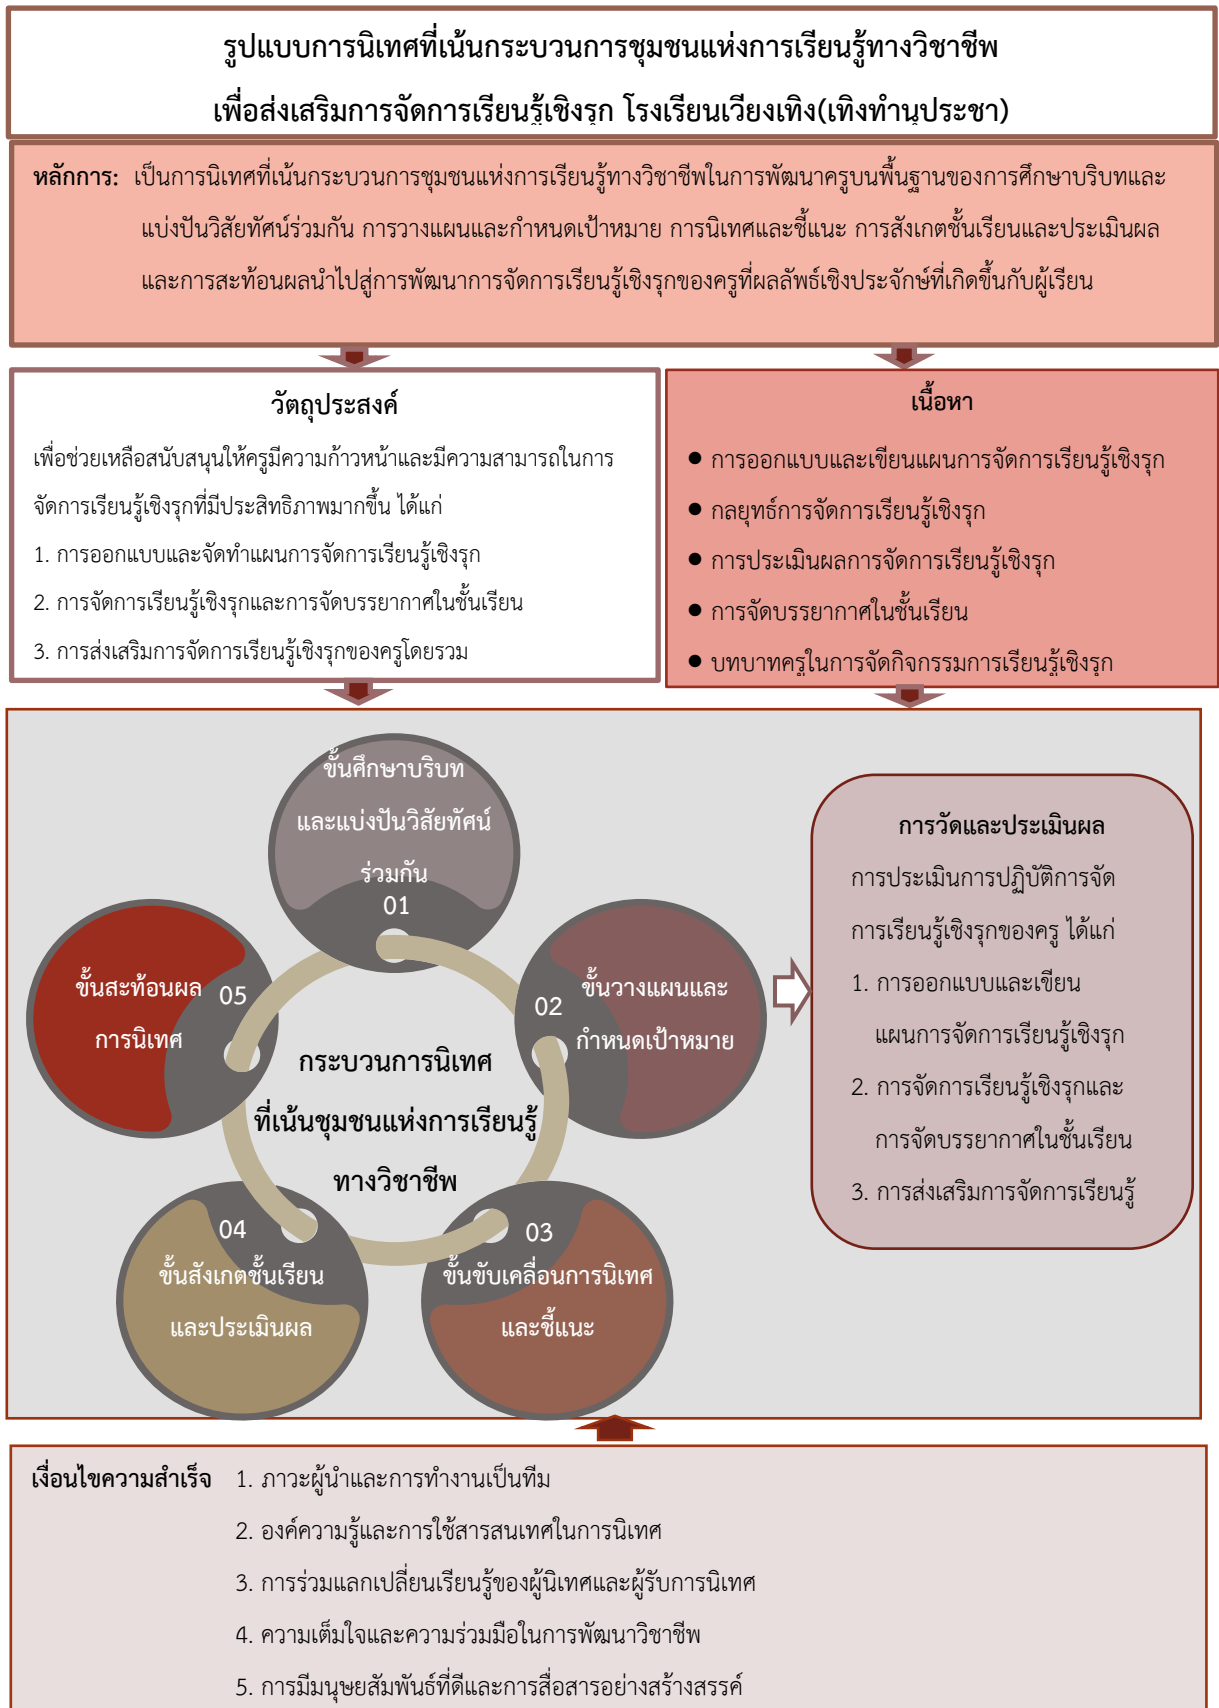 รูปแบบการนิเทศที่เน้นกระบวนการชุมชนแห่งการเรียนรู้ทางวิชาชีพ
เพื่อส่งเสริมการจัดการเรียนรู้เชิงรุก โรงเรียนเวียงเทิง(เทิงทำนุประชา)
หลักการ: เป็นการนิเทศที่เน้นกระบวนการชุมชนแห่งการเรียนรู้ทางวิชาชีพในการพัฒนาครูบนพื้นฐานของการศึกษาบริบทและ
แบ่งปันวิสัยทัศน์ร่วมกัน การวางแผนและกำหนดเป้าหมาย การนิเทศและชี้แนะ การสังเกตชั้นเรียนและประเมินผล
และการสะท้อนผลนำไปสู่การพัฒนาการจัดการเรียนรู้เชิงรุกของครูที่ผลลัพธ์เชิงประจักษ์ที่เกิดขึ้นกับผู้เรียน
วัตถุประสงค์
เพื่อช่วยเหลือสนับสนุนให้ครูมีความก้าวหน้าและมีความสามารถในการ
จัดการเรียนรู้เชิงรุกที่มีประสิทธิภาพมากขึ้น ได้แก่
1. การออกแบบและจัดทำแผนการจัดการเรียนรู้เชิงรุก
2. การจัดการเรียนรู้เชิงรุกและการจัดบรรยากาศในชั้นเรียน
3. การส่งเสริมการจัดการเรียนรู้เชิงรุกของครูโดยรวม
เนื้อหา
● การออกแบบและเขียนแผนการจัดการเรียนรู้เชิงรุก
● กลยุทธ์การจัดการเรียนรู้เชิงรุก
● การประเมินผลการจัดการเรียนรู้เชิงรุก
● การจัดบรรยากาศในชั้นเรียน
● บทบาทครูในการจัดกิจกรรมการเรียนรู้เชิงรุก
ขั้นศึกษาบริบท
และแบ่งปันวิสัยทัศน์
ร่วมกัน
01
02
ขั้นวางแผนและ
กำหนดเป้าหมาย
03
ขั้นขับเคลื่อนการนิเทศ
และชี้แนะ
04
ขั้นสังเกตชั้นเรียน
และประเมินผล
05
ขั้นสะท้อนผล
การนิเทศ
กระบวนการนิเทศ
ที่เน้นชุมชนแห่งการเรียนรู้
ทางวิชาชีพ
การวัดและประเมินผล
การประเมินการปฏิบัติการจัด
การเรียนรู้เชิงรุกของครู ได้แก่
1. การออกแบบและเขียน
แผนการจัดการเรียนรู้เชิงรุก
2. การจัดการเรียนรู้เชิงรุกและ
การจัดบรรยากาศในชั้นเรียน
3. การส่งเสริมการจัดการเรียนรู้
เงื่อนไขความสำเร็จ 1. ภาวะผู้นำและการทำงานเป็นทีม
2. องค์ความรู้และการใช้สารสนเทศในการนิเทศ
3. การร่วมแลกเปลี่ยนเรียนรู้ของผู้นิเทศและผู้รับการนิเทศ
4. ความเต็มใจและความร่วมมือในการพัฒนาวิชาชีพ
5. การมีมนุษยสัมพันธ์ที่ดีและการสื่อสารอย่างสร้างสรรค์